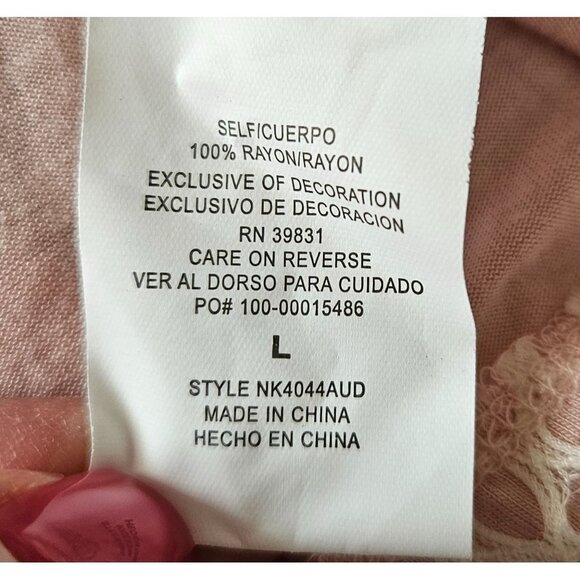 SELF/CUERPO
100% RAYON/RAYON
EXCLUSIVE OF DECORATION
EXCLUSIVO DE DECORACION
RN 39831
CARE ON REVERSE
VER AL DORSO PARA CUIDADO
PO# 100-00015486
L
STYLE NK4044AUD
MADE IN CHINA
HECHO EN CHINA